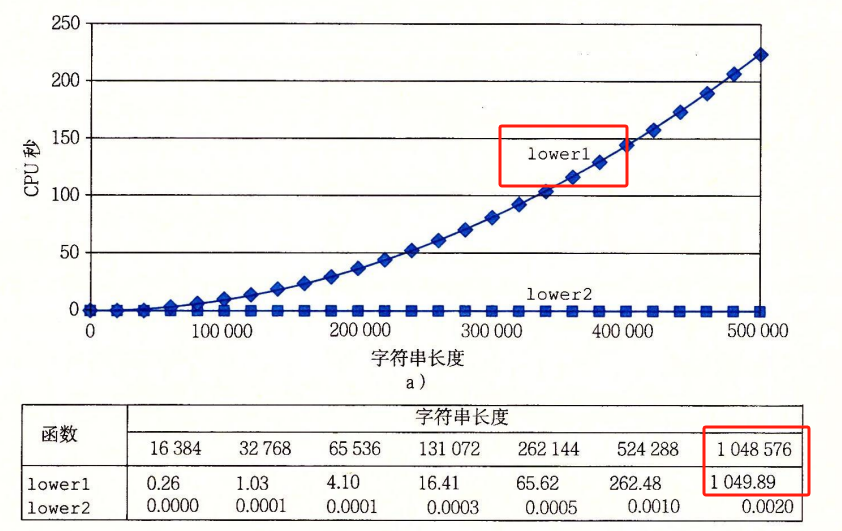 250
200
150
100
50
0
CPU 秒
lower1
lower2
0 100 000 200 000 300 000 400 000 500 000
字符串长度
a）
函数 字符串长度
16 384 32 768 65 536 131 072 262 144 524 288 1 048 576
lower1 0.26 1.03 4.10 16.41 65.62 262.48 1 049.89
lower2 0.0000 0.0001 0.0001 0.0003 0.0005 0.0010 0.0020